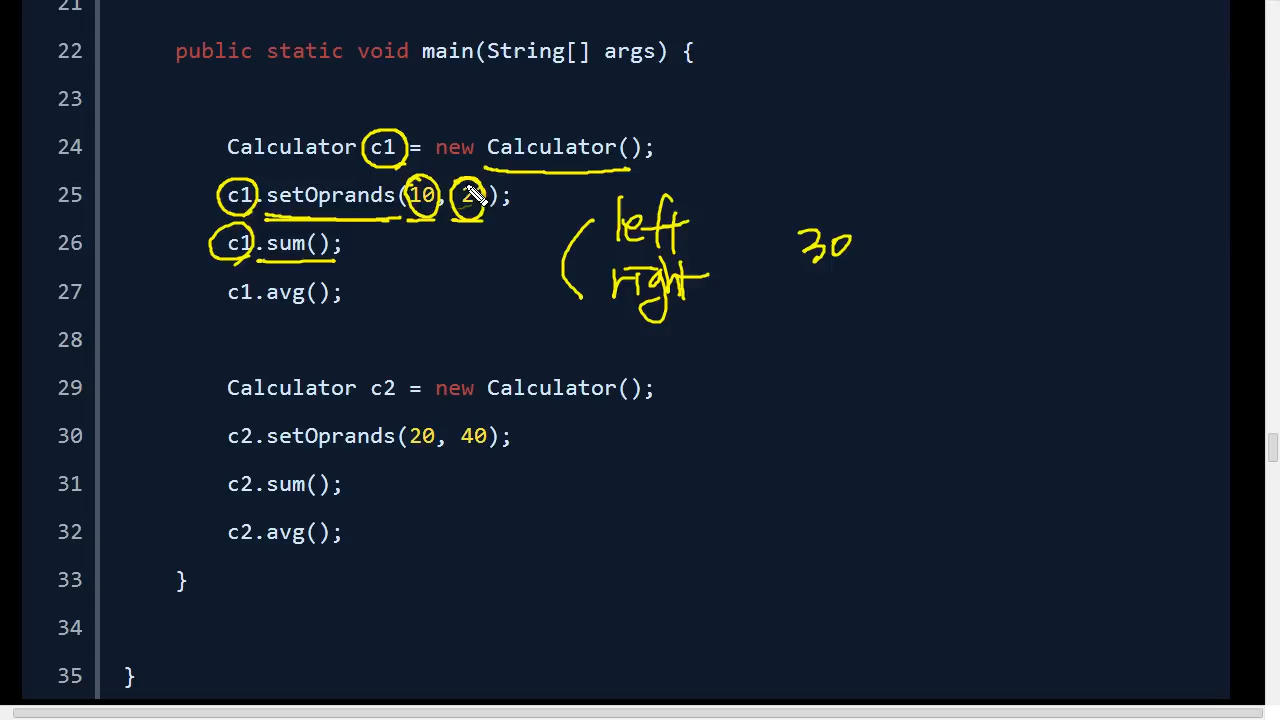 21
22 public static void main(String[] args) {
23
24 Calculator c1 = new Calculator();
25 c1.setOprands(10, 2);
26 c1.sum();
27 c1.avg();
28
29 Calculator c2 = new Calculator();
30 c2.setOprands(20, 40);
31 c2.sum();
32 c2.avg();
33 }
34
35 }
left
right
30